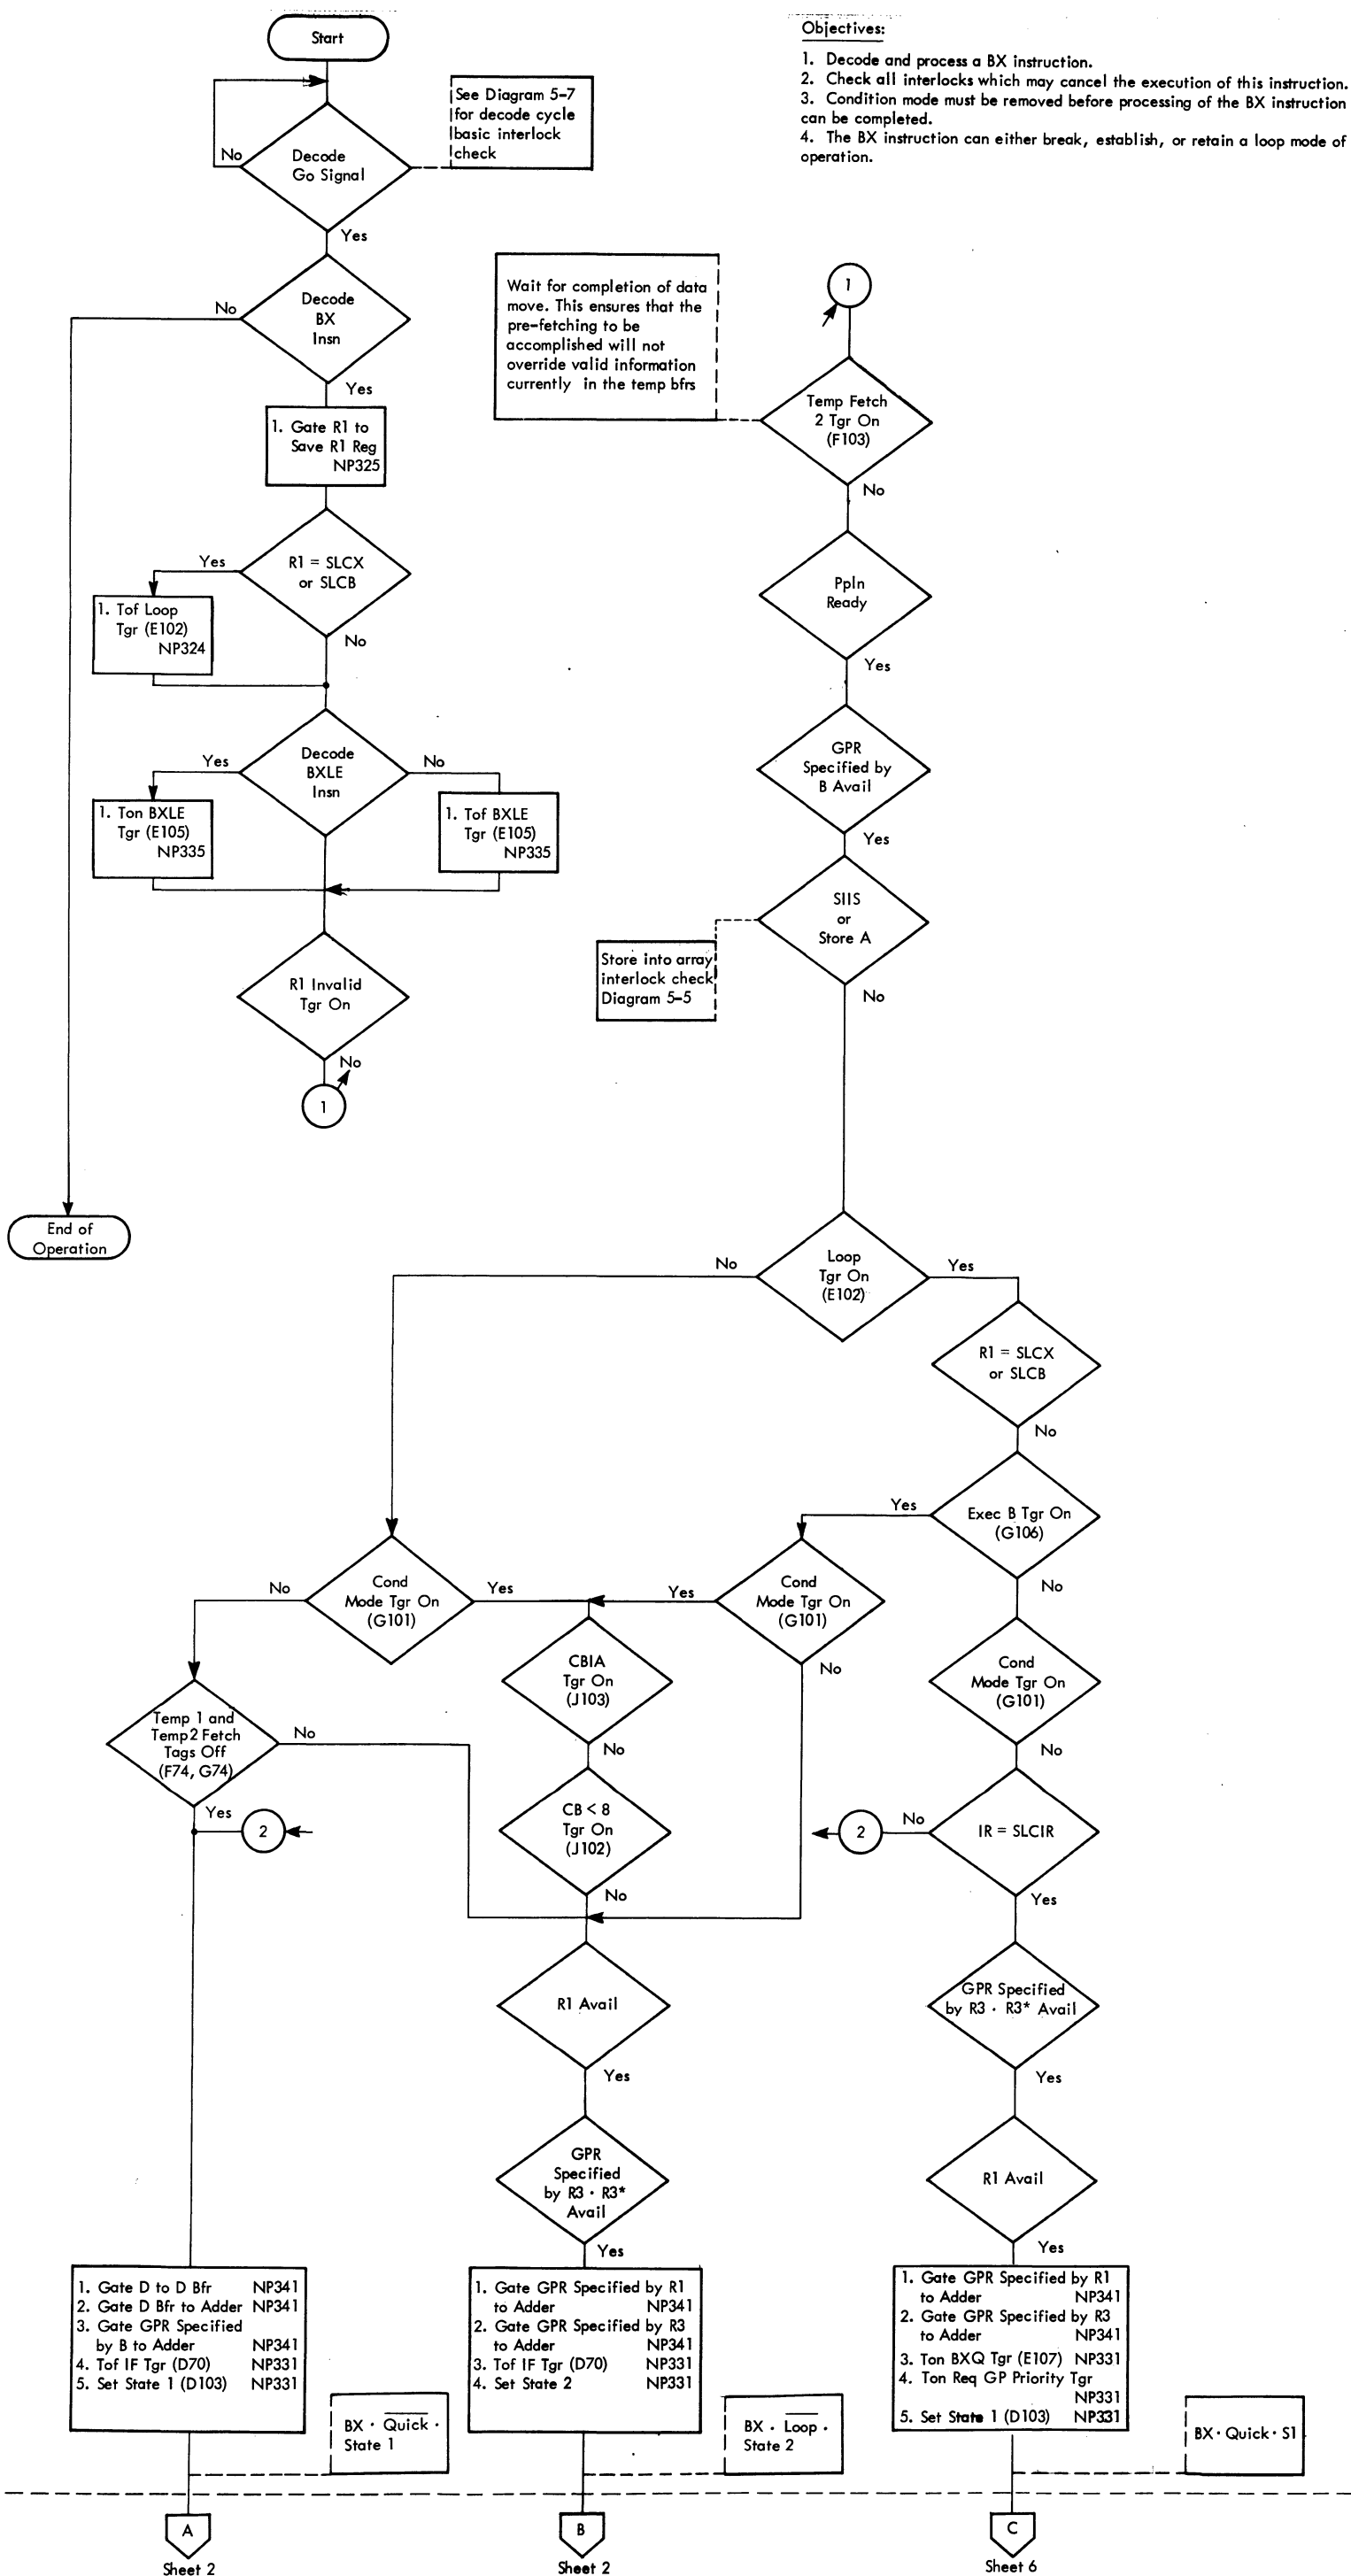 Start
Objectives:
1. Decode and process a BX instruction.
2. Check all interlocks which may cancel the execution of this instruction.
3. Condition mode must be removed before processing of the BX instruction
can be completed.
4. The BX instruction can either break, establish, or retain a loop mode of
operation.
See Diagram 5-7
for decode cycle
basic interlock
check
No
Decode
Go Signal
Yes
No
Decode
BX
Insn
Yes
Wait for completion of data
move. This ensures that the
pre-fetching to be
accomplished will not
override valid information
currently in the temp bfrs
1
Temp Fetch
2 Tgr On
(F103)
No
1. Gate R1 to
Save R1 Reg
NP325
Yes
R1 = SLCX
or SLCB
No
1. Tof Loop
Tgr (E102)
NP324
Ppln
Ready
Yes
Yes
Decode
BXLE
Insn
No
1. Ton BXLE
Tgr (E105)
NP335
1. Tof BXLE
Tgr (E105)
NP335
GPR
Specified by
B Avail
Yes
SIIS
or
Store A
No
Store into array
interlock check
Diagram 5-5
R1 Invalid
Tgr On
No
1
End of
Operation
No
Loop
Tgr On
(E102)
Yes
R1 = SLCX
or SLCB
No
Yes
Exec B Tgr On
(G106)
No
No
Cond
Mode Tgr On
(G101)
Yes
Yes
Cond
Mode Tgr On
(G101)
No
Cond
Mode Tgr On
(G101)
No
CBIA
Tgr On
(J103)
No
Temp 1 and
Temp2 Fetch
Tags Off
(F74, G74)
No
Yes
2
CB < 8
Tgr On
(J102)
No
2
No
IR = SLCIR
Yes
R1 Avail
Yes
GPR Specified
by R3 · R3* Avail
Yes
GPR
Specified
by R3 · R3*
Avail
Yes
R1 Avail
Yes
1. Gate D to D Bfr NP341
2. Gate D Bfr to Adder NP341
3. Gate GPR Specified
by B to Adder NP341
4. Tof IF Tgr (D70) NP331
5. Set State 1 (D103) NP331
1. Gate GPR Specified by R1
to Adder NP341
2. Gate GPR Specified by R3
to Adder NP341
3. Tof IF Tgr (D70) NP331
4. Set State 2 NP331
1. Gate GPR Specified by R1
to Adder NP341
2. Gate GPR Specified by R3
to Adder NP341
3. Ton BXQ Tgr (E107) NP331
4. Ton Req GP Priority Tgr
NP331
5. Set State 1 (D103) NP331
BX · Quick ·
State 1
BX · Loop ·
State 2
BX · Quick · S1
A
Sheet 2
B
Sheet 2
C
Sheet 6